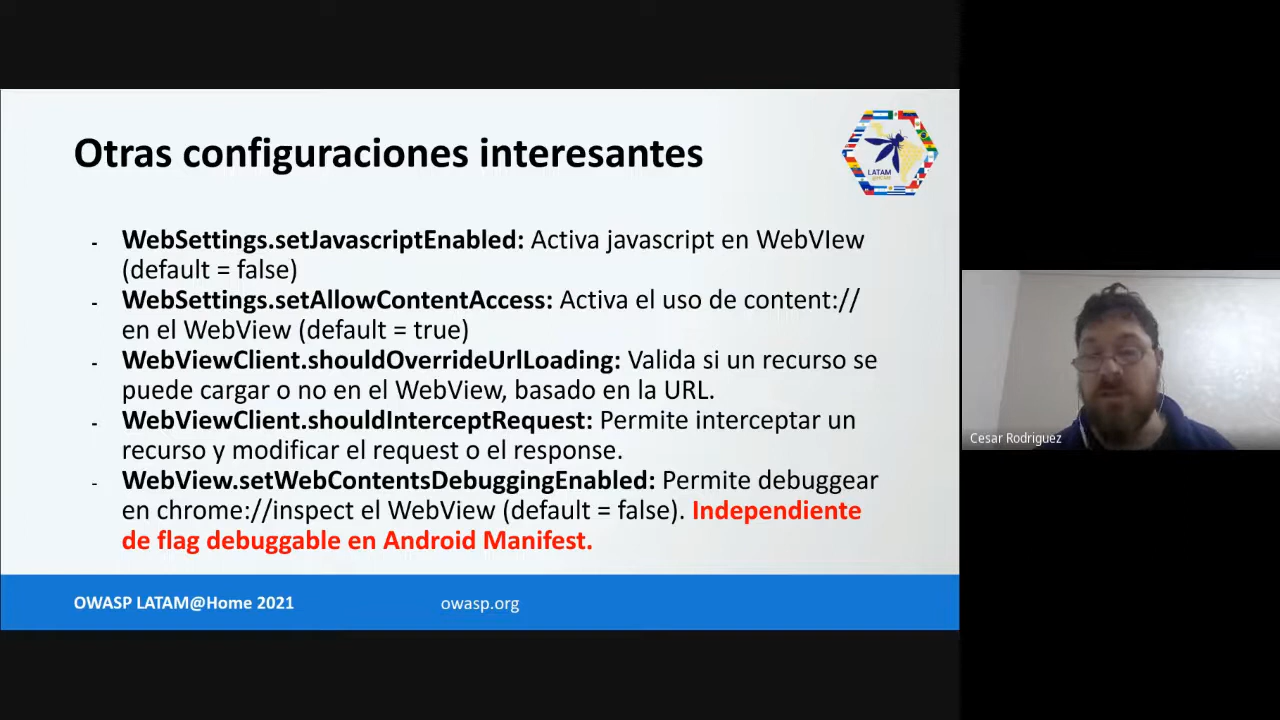 Otras configuraciones interesantes
LATAM
@HOME
- WebSettings.setJavascriptEnabled: Activa javascript en WebVIew
(default = false)
- WebSettings.setAllowContentAccess: Activa el uso de content://
en el WebView (default = true)
- WebViewClient.shouldOverrideUrlLoading: Valida si un recurso se
puede cargar o no en el WebView, basado en la URL.
- WebViewClient.shouldInterceptRequest: Permite interceptar un
recurso y modificar el request o el response.
- WebView.setWebContentsDebuggingEnabled: Permite debuggear
en chrome://inspect el WebView (default = false). Independiente
de flag debuggable en Android Manifest.
OWASP LATAM@Home 2021
owasp.org
Cesar Rodriguez